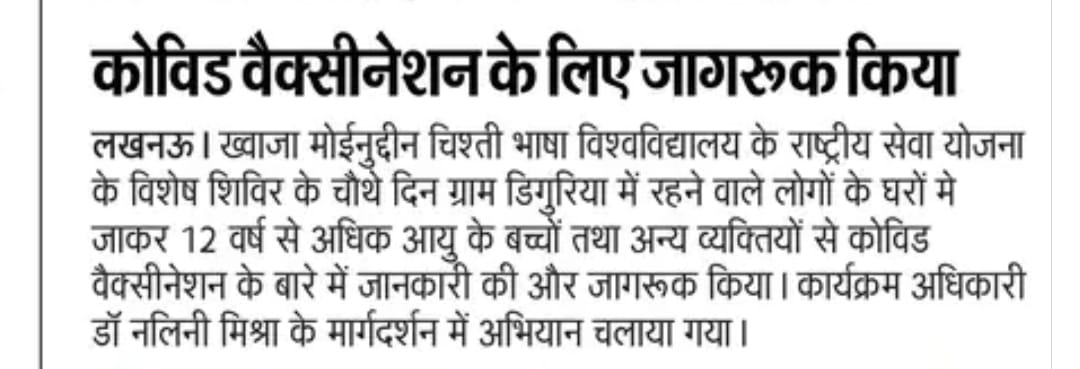 कोविड वैक्सीनेशन के लिए जागरूक किया
लखनऊ। ख्वाजा मोईनुद्दीन चिश्ती भाषा विश्वविद्यालय के राष्ट्रीय सेवा योजना
के विशेष शिविर के चौथे दिन ग्राम डिगुरिया में रहने वाले लोगों के घरों मे
जाकर 12 वर्ष से अधिक आयु के बच्चों तथा अन्य व्यक्तियों से कोविड
वैक्सीनेशन के बारे में जानकारी की और जागरूक किया। कार्यक्रम अधिकारी
डॉ नलिनी मिश्रा के मार्गदर्शन में अभियान चलाया गया।